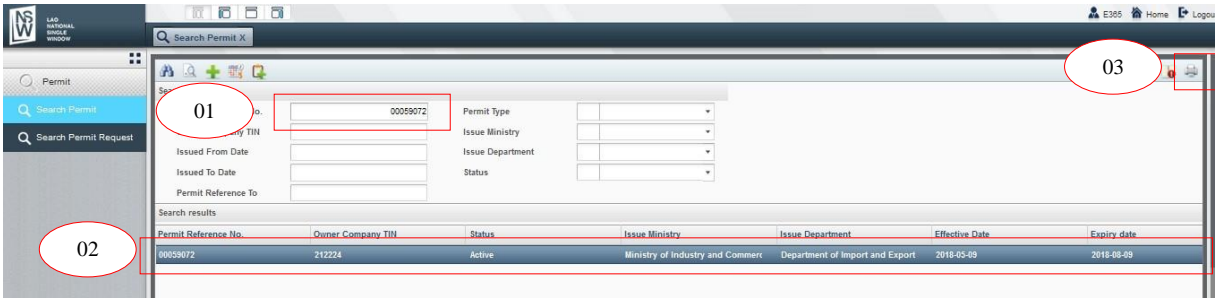 NSW
LAO
NATIONAL
SINGLE
WINDOW
E365 Home Logou
Search Permit X
Permit
Search Permit
Search Permit Request
03
01
02
00059072
Permit Type
TIN
Issue Ministry
Issued From Date
Issue Department
Issued To Date
Status
Permit Reference To
Search results
Permit Reference No. Owner Company TIN Status Issue Ministry Issue Department Effective Date Expiry date
00059072 212224 Active Ministry of Industry and Commerc Department of Import and Export 2018-05-09 2018-08-09